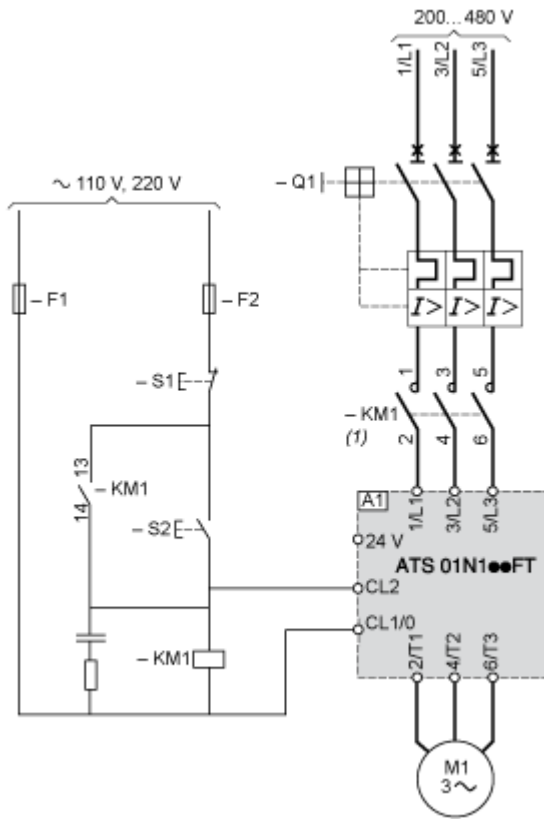 200... 480 V
1/L1
3/L2
5/L3
– Q1
∼ 110 V, 220 V
– F1
– F2
I> I> I>
– S1
1
3
5
– KM1
(1)
2
4
6
13
14
– KM1
– S2
A1
1/L1
3/L2
5/L3
24 V
ATS 01N1●●FT
CL2
CL1/0
– KM1
2/T1
4/T2
6/T3
M1
3∼